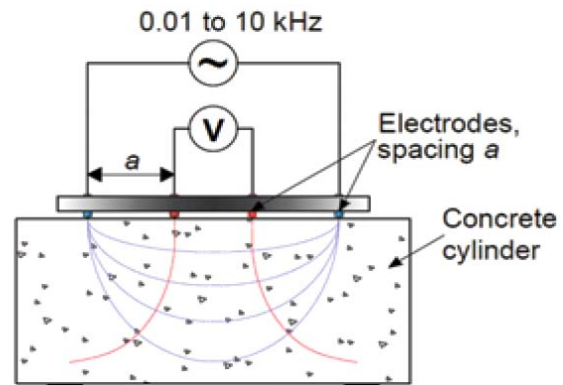 0.01 to 10 kHz
~
V
a
Electrodes,
spacing a
Concrete
cylinder